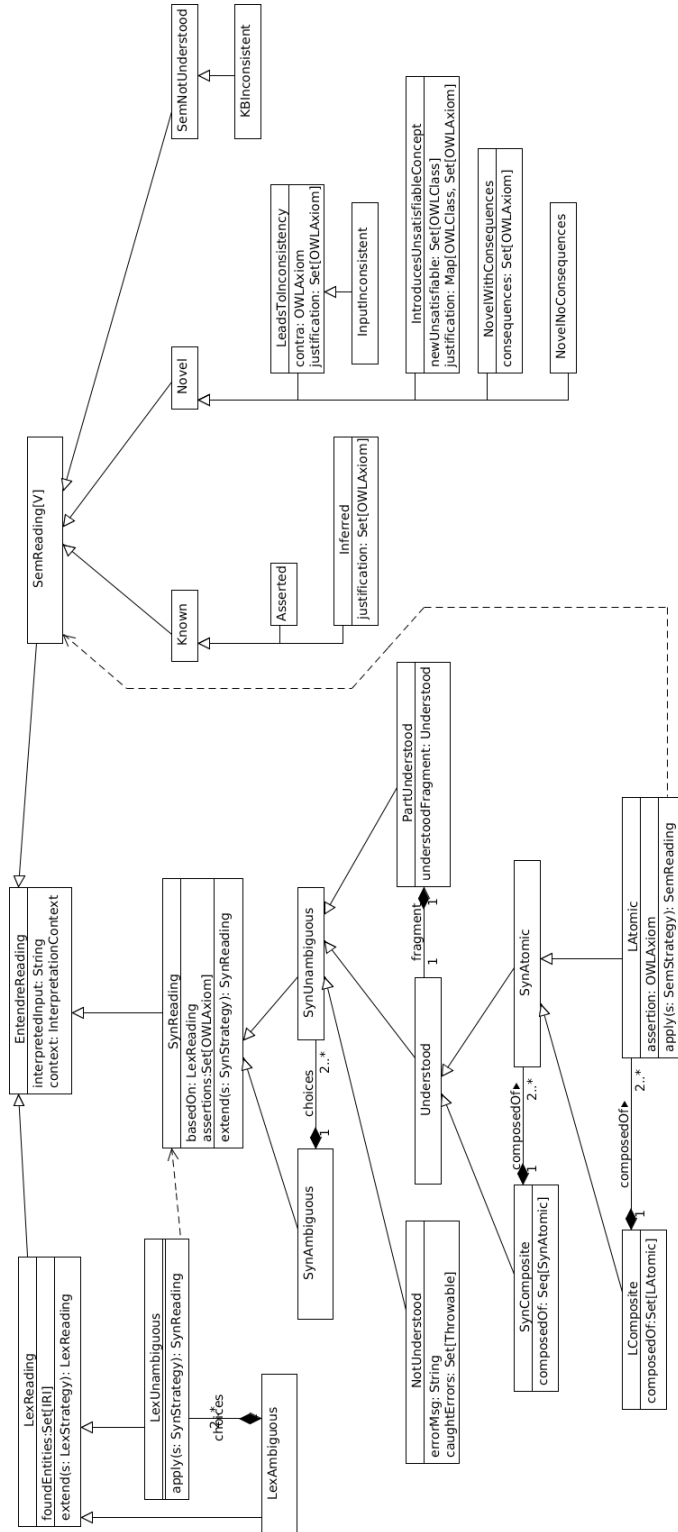 EntendreReading
interpretedInput: String
context: InterpretationContext
LexReading
foundEntities:Set[IRI]
extend(s: LexStrategy): LexReading
LexUnambiguous
apply(s: SynStrategy): SynReading
2..*
choices
LexAmbiguous
SynReading
basedOn: LexReading
assertions:Set[OWLAxiom]
extend(s: SynStrategy): SynReading
SynAmbiguous
1
choices
2..*
SynUnambiguous
NotUnderstood
errorMsg: String
caughtErrors: Set[Throwable]
Understood
1
fragment
1
PartUnderstood
understoodFragment: Understood
SynComposite
composedOf: Seq[SynAtomic]
1
composedOf▸
2..*
SynAtomic
LComposite
composedOf:Set[LAtomic]
1
composedOf▸
2..*
LAtomic
assertion: OWLAxiom
apply(s: SemStrategy): SemReading
SemReading[V]
Known
Asserted
Inferred
justification: Set[OWLAxiom]
Novel
LeadsToInconsistency
contra: OWLAxiom
justification: Set[OWLAxiom]
InputInconsistent
IntroducesUnsatisfiableConcept
newUnsatisfiable: Set[OWLClass]
justification: Map[OWLClass, Set[OWLAxiom]
NovelWithConsequences
consequences: Set[OWLAxiom]
NovelNoConsequences
SemNotUnderstood
KBInconsistent